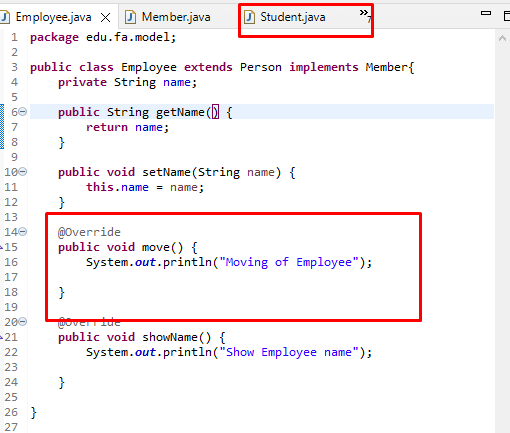 Employee.java Member.java Student.java »7
1 package edu.fa.model;
2
3 public class Employee extends Person implements Member{
4 private String name;
5
6 public String getName() {
7 return name;
8 }
9
10 public void setName(String name) {
11 this.name = name;
12 }
13
14 @Override
15 public void move() {
16 System.out.println("Moving of Employee");
17
18 }
19
20 @Override
21 public void showName() {
22 System.out.println("Show Employee name");
23
24 }
25
26 }
27